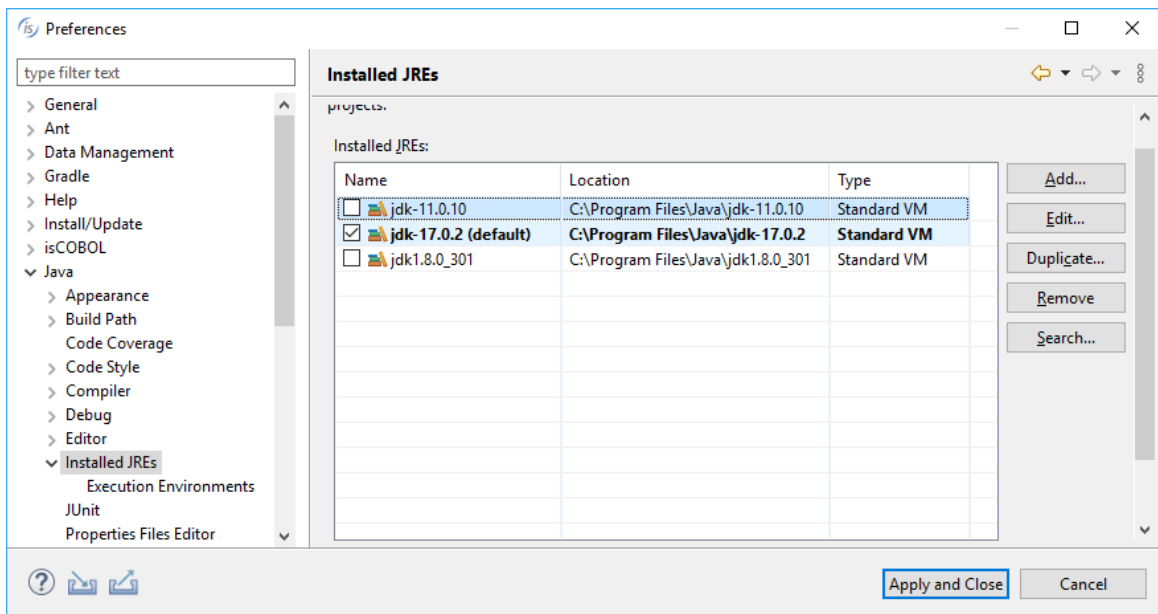 is Preferences
type filter text
General
Ant
Data Management
Gradle
Help
Install/Update
isCOBOL
Java
Appearance
Build Path
Code Coverage
Code Style
Compiler
Debug
Editor
Installed JREs
Execution Environments
JUnit
Properties Files Editor
Installed JREs
projects.
Installed JREs:
Name Location Type
jdk-11.0.10 C:\Program Files\Java\jdk-11.0.10 Standard VM
jdk-17.0.2 (default) C:\Program Files\Java\jdk-17.0.2 Standard VM
jdk1.8.0_301 C:\Program Files\Java\jdk1.8.0_301 Standard VM
Add...
Edit...
Duplicate...
Remove
Search...
?
Apply and Close Cancel